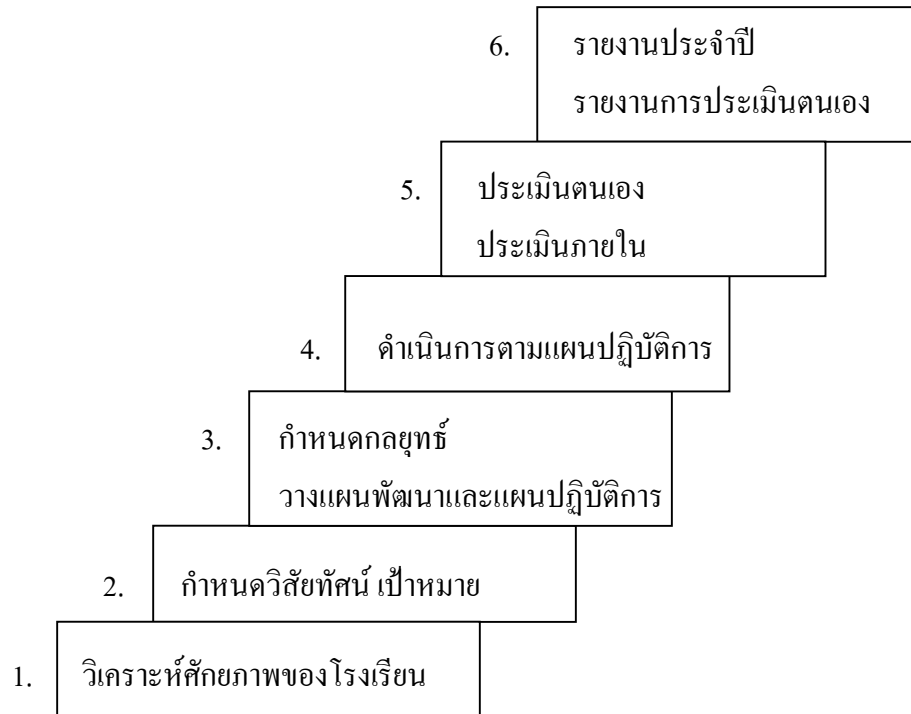 6. รายงานประจำปี
รายงานการประเมินตนเอง
5. ประเมินตนเอง
ประเมินภายใน
4. ดำเนินการตามแผนปฏิบัติการ
3. กำหนดกลยุทธ์
วางแผนพัฒนาและแผนปฏิบัติการ
2. กำหนดวิสัยทัศน์ เป้าหมาย
1. วิเคราะห์ศักยภาพของโรงเรียน